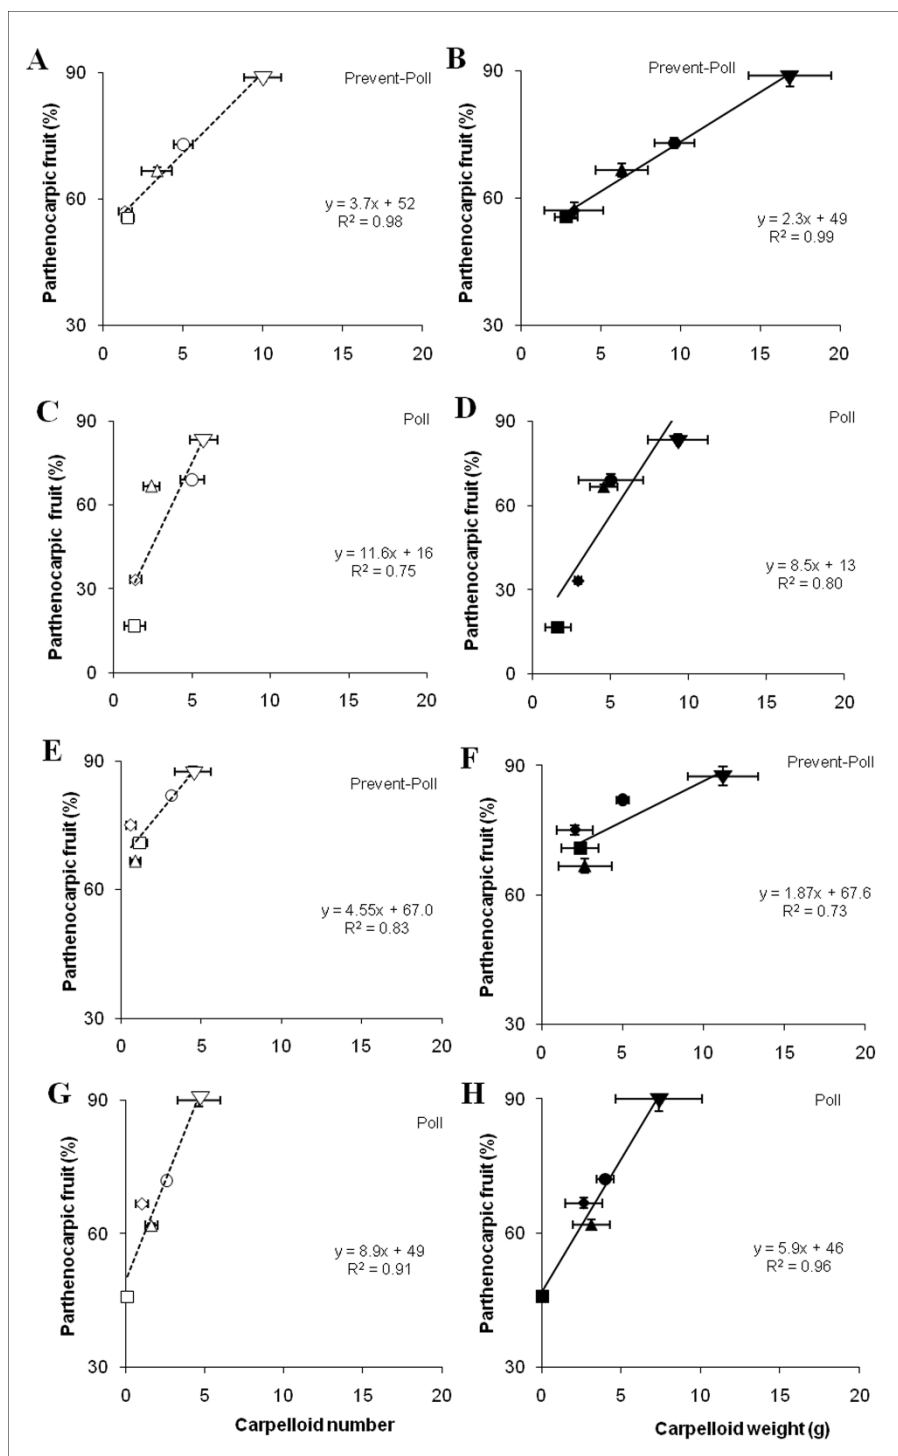 A
Prevent-Poll
Parthenocarpic fruit (%)
90
60
30
y = 3.7x + 52
R² = 0.98
0 5 10 15 20
B
Prevent-Poll
Parthenocarpic fruit (%)
90
60
30
y = 2.3x + 49
R² = 0.99
0 5 10 15 20
C
Poll
Parthenocarpic fruit (%)
90
60
30
0
y = 11.6x + 16
R² = 0.75
0 5 10 15 20
D
Poll
Parthenocarpic fruit (%)
90
60
30
0
y = 8.5x + 13
R² = 0.80
0 5 10 15 20
E
Prevent-Poll
Parthenocarpic fruit (%)
90
60
30
y = 4.55x + 67.0
R² = 0.83
0 5 10 15 20
F
Prevent-Poll
Parthenocarpic fruit (%)
90
60
30
y = 1.87x + 67.6
R² = 0.73
0 5 10 15 20
G
Poll
Parthenocarpic fruit (%)
90
60
30
y = 8.9x + 49
R² = 0.91
0 5 10 15 20
Carpelloid number
H
Poll
Parthenocarpic fruit (%)
90
60
30
y = 5.9x + 46
R² = 0.96
0 5 10 15 20
Carpelloid weight (g)